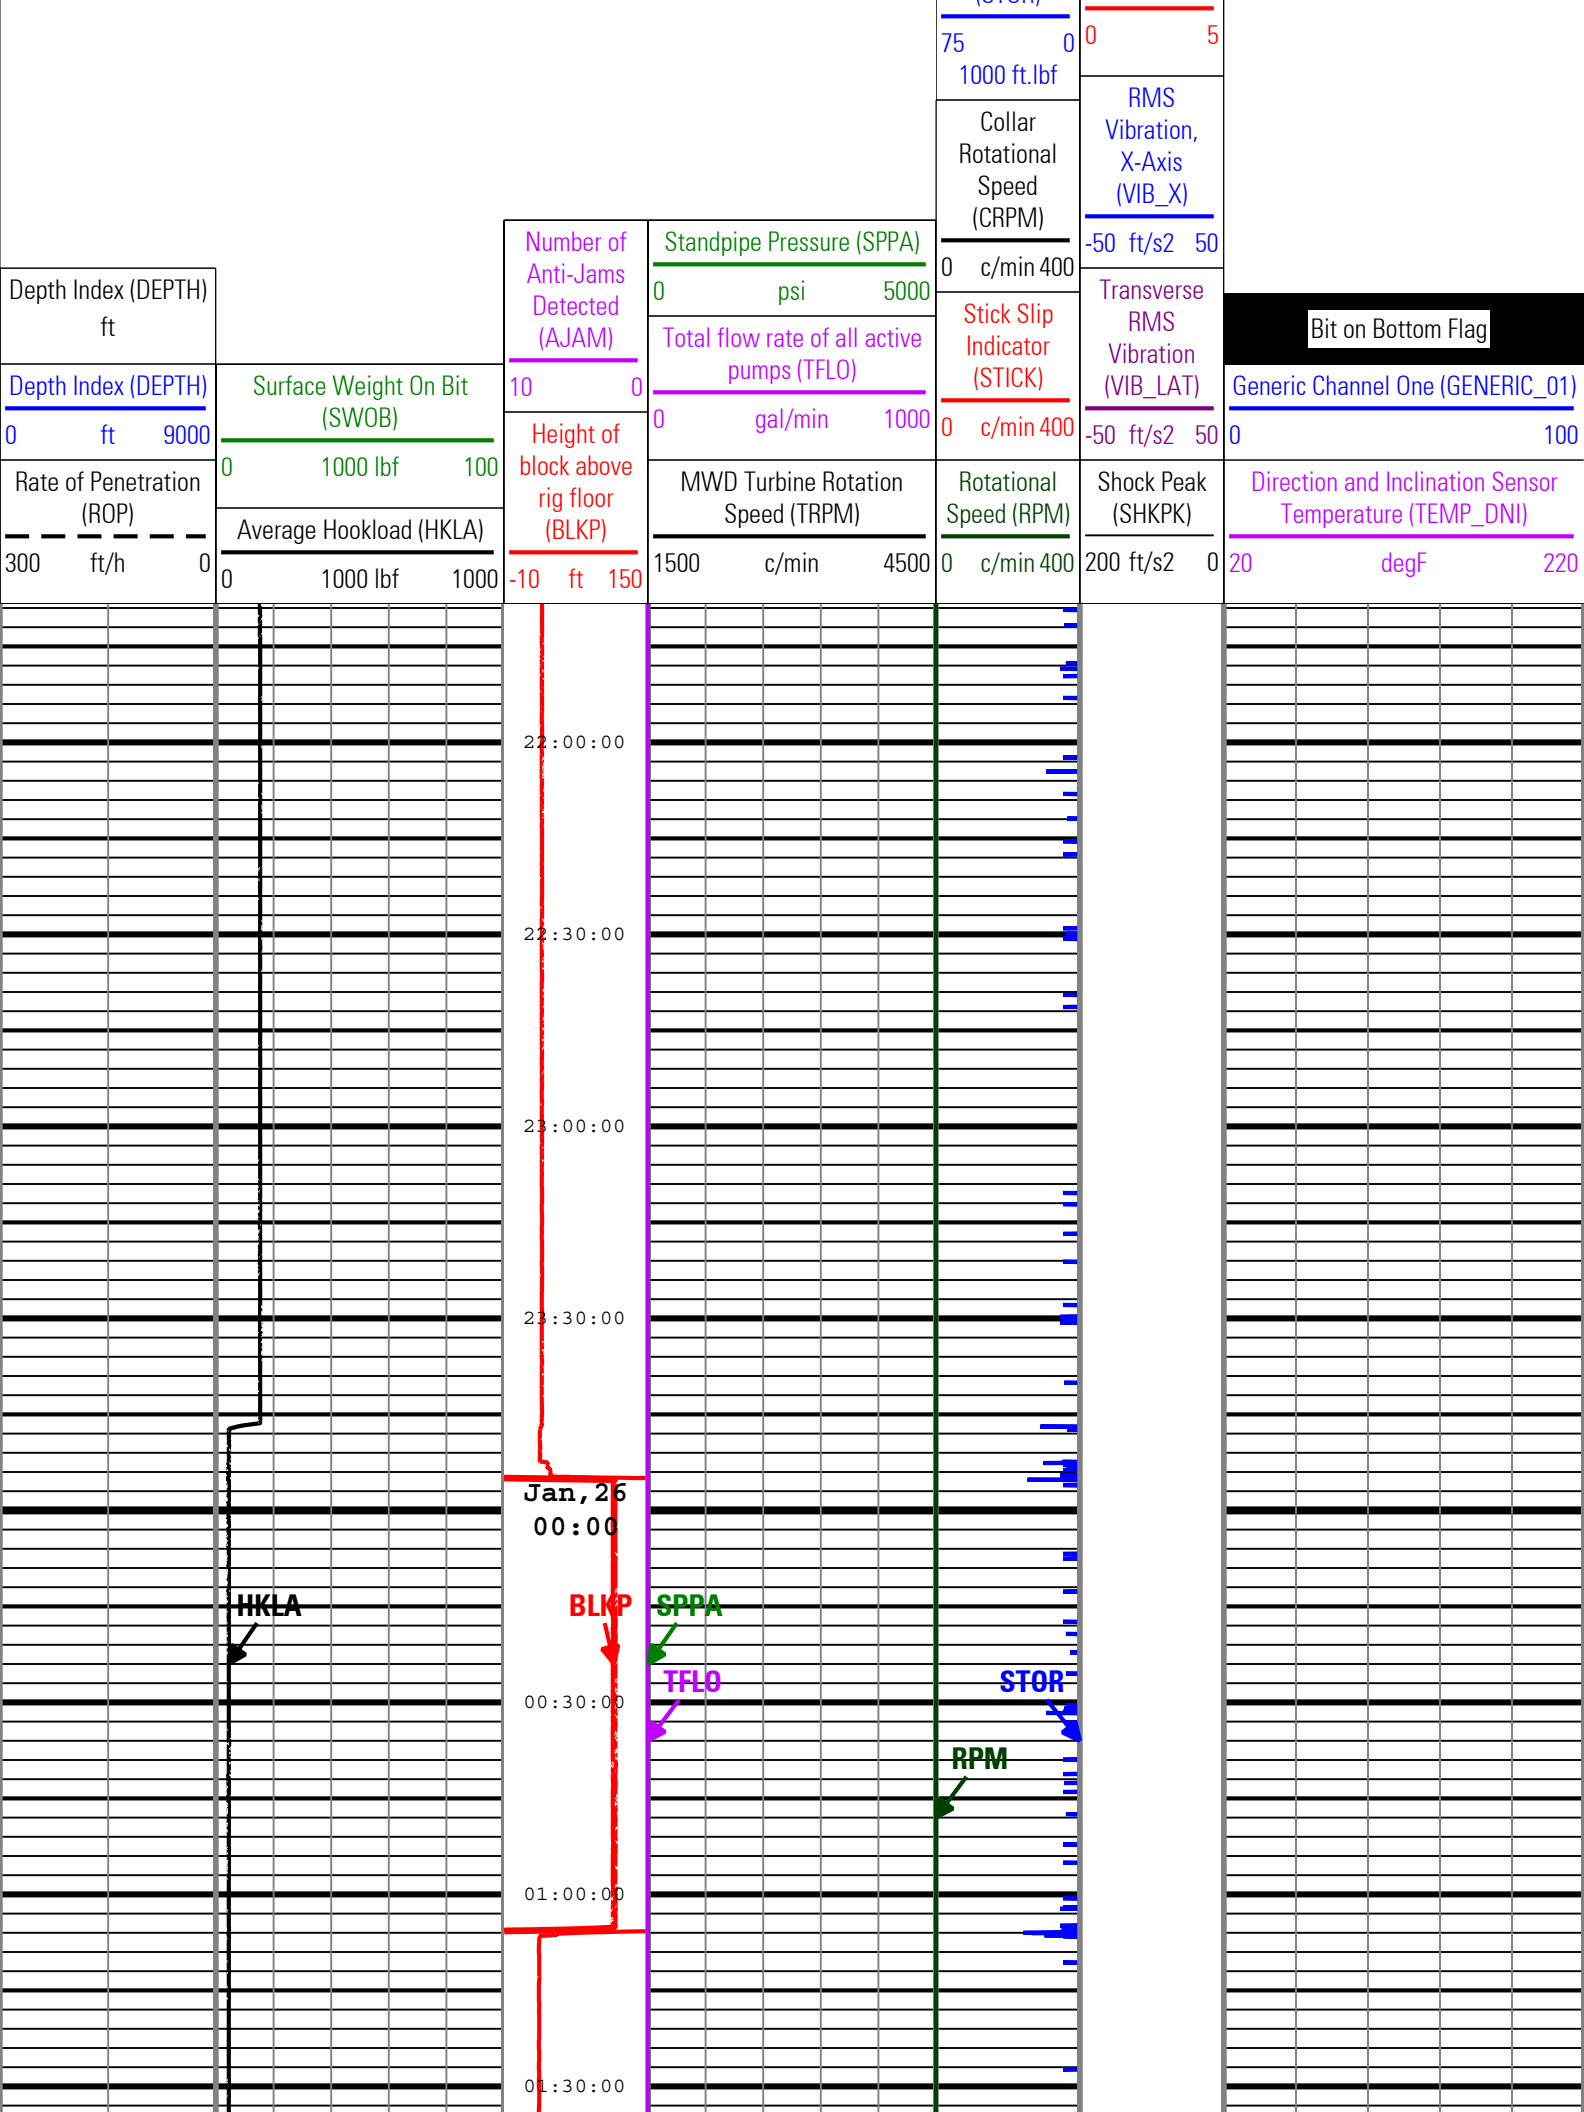 75 0
1000 ft.lbf
0 5
RMS
Vibration,
X-Axis
(VIB_X)
-50 ft/s2 50
Collar
Rotational
Speed
(CRPM)
0 c/min 400
Number of
Anti-Jams
Detected
(AJAM)
10 0
Standpipe Pressure (SPPA)
0 psi 5000
Depth Index (DEPTH)
ft
Total flow rate of all active
pumps (TFLO)
0 gal/min 1000
Stick Slip
Indicator
(STICK)
0 c/min 400
Transverse
RMS
Vibration
(VIB_LAT)
-50 ft/s2 50
Bit on Bottom Flag
Depth Index (DEPTH)
0 ft 9000
Surface Weight On Bit
(SWOB)
0 1000 lbf 100
Height of
block above
rig floor
(BLKP)
-10 ft 150
Generic Channel One (GENERIC_01)
0 100
Rate of Penetration
(ROP)
300 ft/h 0
Average Hookload (HKLA)
0 1000 lbf 1000
MWD Turbine Rotation
Speed (TRPM)
1500 c/min 4500
Rotational
Speed (RPM)
0 c/min 400
Shock Peak
(SHKPK)
200 ft/s2 0
Direction and Inclination Sensor
Temperature (TEMP_DNI)
20 degF 220
22:00:00
22:30:00
23:00:00
23:30:00
Jan,26
00:00
HKLA
BLKP
SPPA
TFLO
STOR
00:30:00
RPM
01:00:00
01:30:00